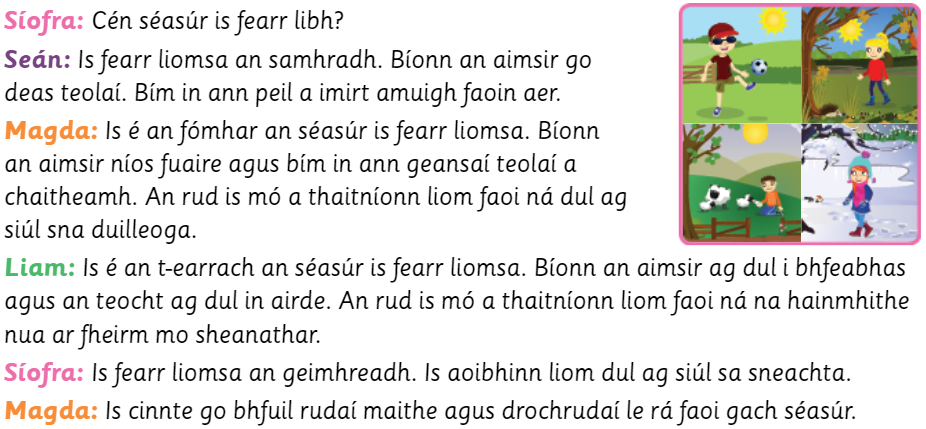 Síofra: Cén séasúr is fearr libh?
Seán: Is fearr liomsa an samhradh. Bíonn an aimsir go
deas teolaí. Bím in ann peil a imirt amuigh faoin aer.
Magda: Is é an fómhar an séasúr is fearr liomsa. Bíonn
an aimsir níos fuaire agus bím in ann geansaí teolaí a
chaitheamh. An rud is mó a thaitníonn liom faoi ná dul ag
siúl sna duilleoga.
Liam: Is é an t-earrach an séasúr is fearr liomsa. Bíonn an aimsir ag dul i bhfeabhas
agus an teocht ag dul in airde. An rud is mó a thaitníonn liom faoi ná na hainmhithe
nua ar fheirm mo sheanathar.
Síofra: Is fearr liomsa an geimhreadh. Is aoibhinn liom dul ag siúl sa sneachta.
Magda: Is cinnte go bhfuil rudaí maithe agus drochrudaí le rá faoi gach séasúr.